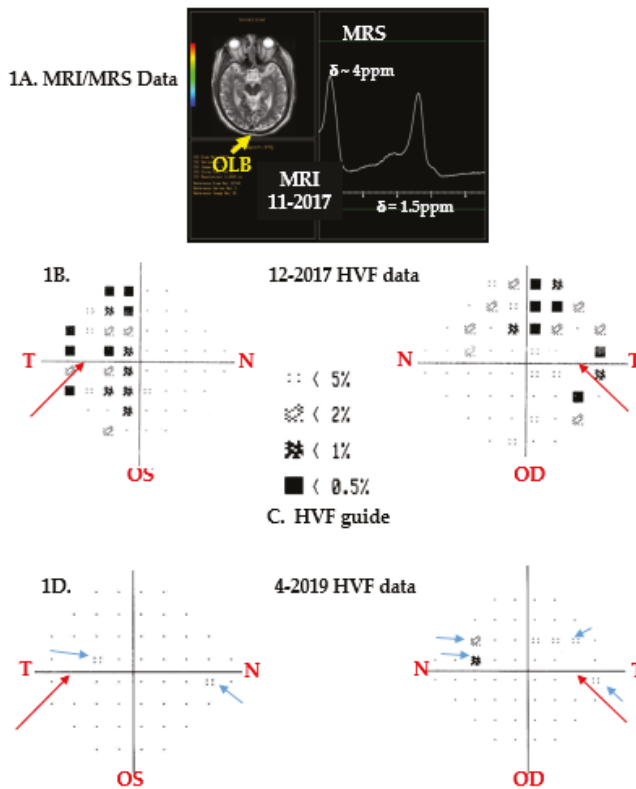 MRS
1A. MRI/MRS Data
δ~ 4ppm
OLB
MRI
11-2017
δ = 1.5ppm
1B.
12-2017 HVF data
T
N
N
T
:: < 5%
< 2%
< 1%
■ < 0.5%
OS
OD
C. HVF guide
1D.
4-2019 HVF data
T
N
N
T
OS
OD